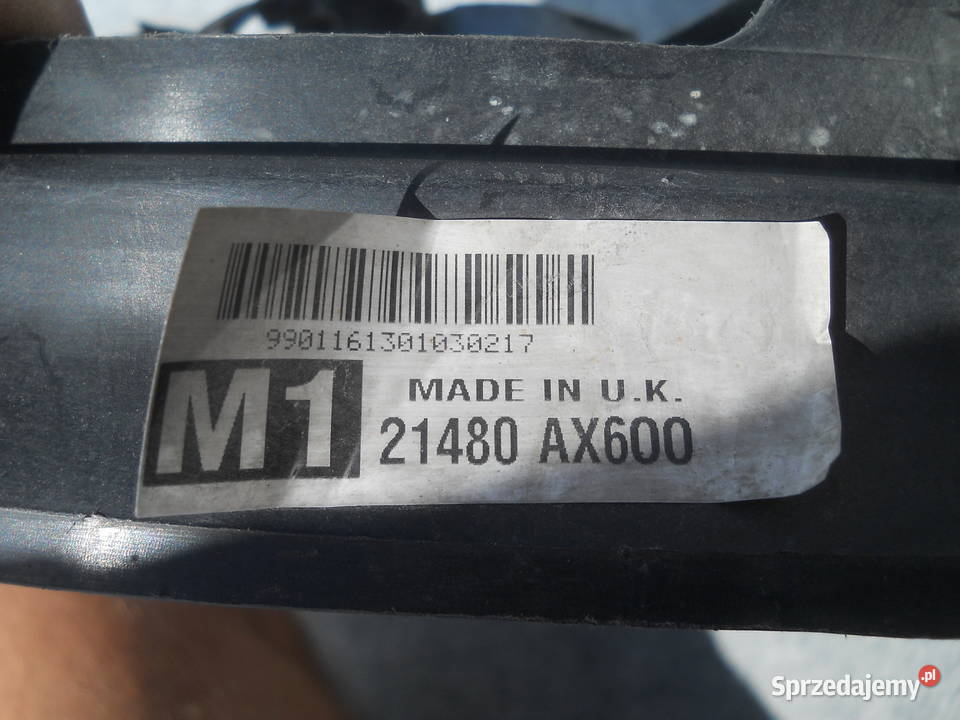 9901161301030217
M1
MADE IN U.K.
21480 AX600
Sprzedajemy.pl